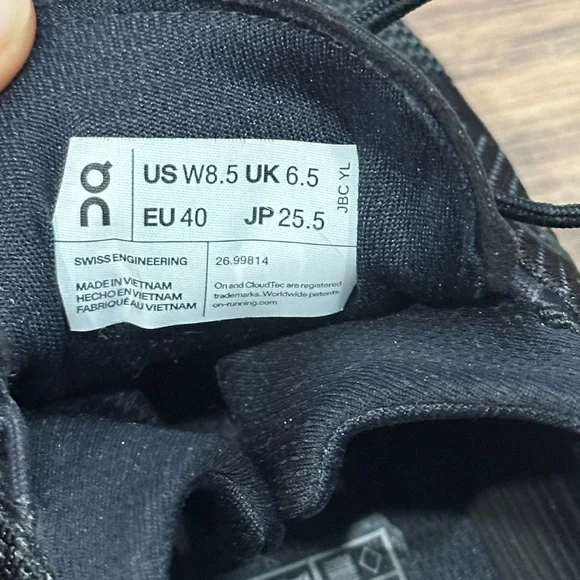 on
US W8.5 UK 6.5
EU 40 JP 25.5
JBC YL
SWISS ENGINEERING
26.99814
MADE IN VIETNAM
HECHO EN VIETNAM
FABRIQUÉ AU VIETNAM
On and CloudTec are registered
trademarks. Worldwide patents
on-running.com